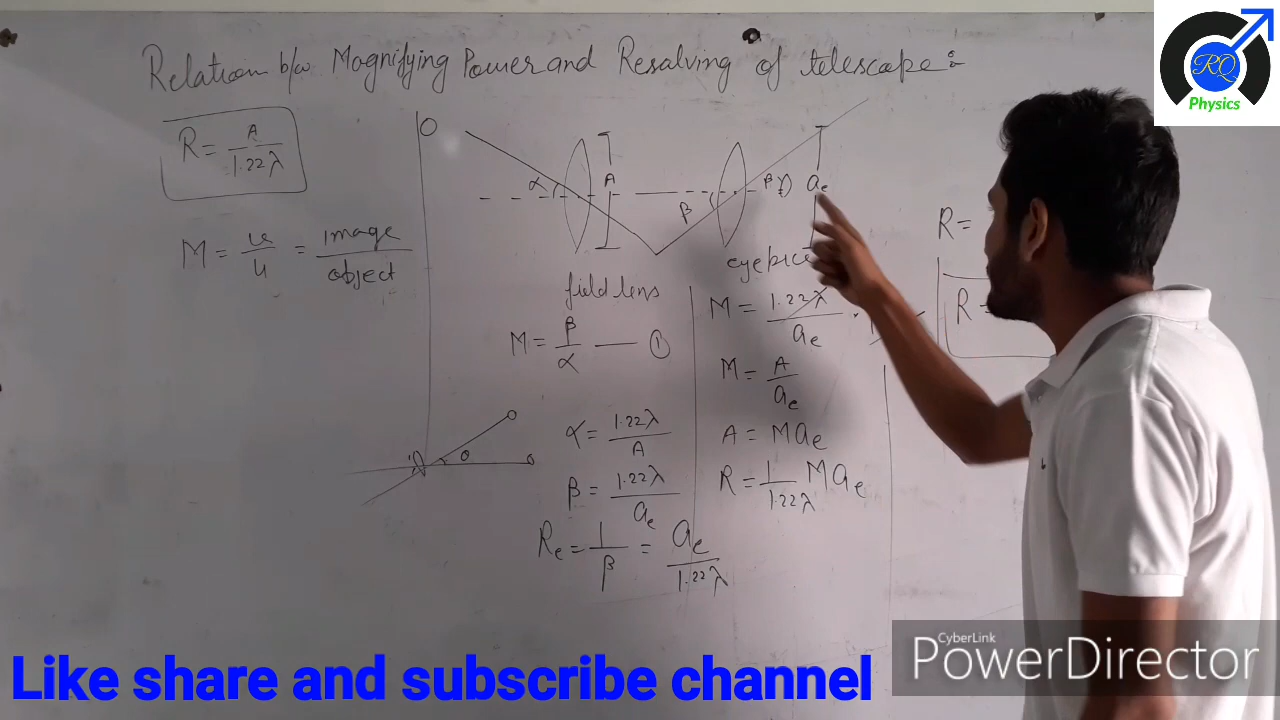 Relation b/w Magnifying Power and Resalving of telescope:
RQ
Physics
R = A / 1.22λ
M = v / u = image / object
α
A
β
β
ae
field lens
eyepiece
M = β / α — ①
θ
α = 1.22λ / A
β = 1.22λ / ae
Re = 1 / β = ae / 1.22λ
M = 1.22λ / ae ·
M = A / ae
A = Mae
R = 1 / 1.22λ Mae
R =
R =
CyberLink
PowerDirector
Like share and subscribe channel